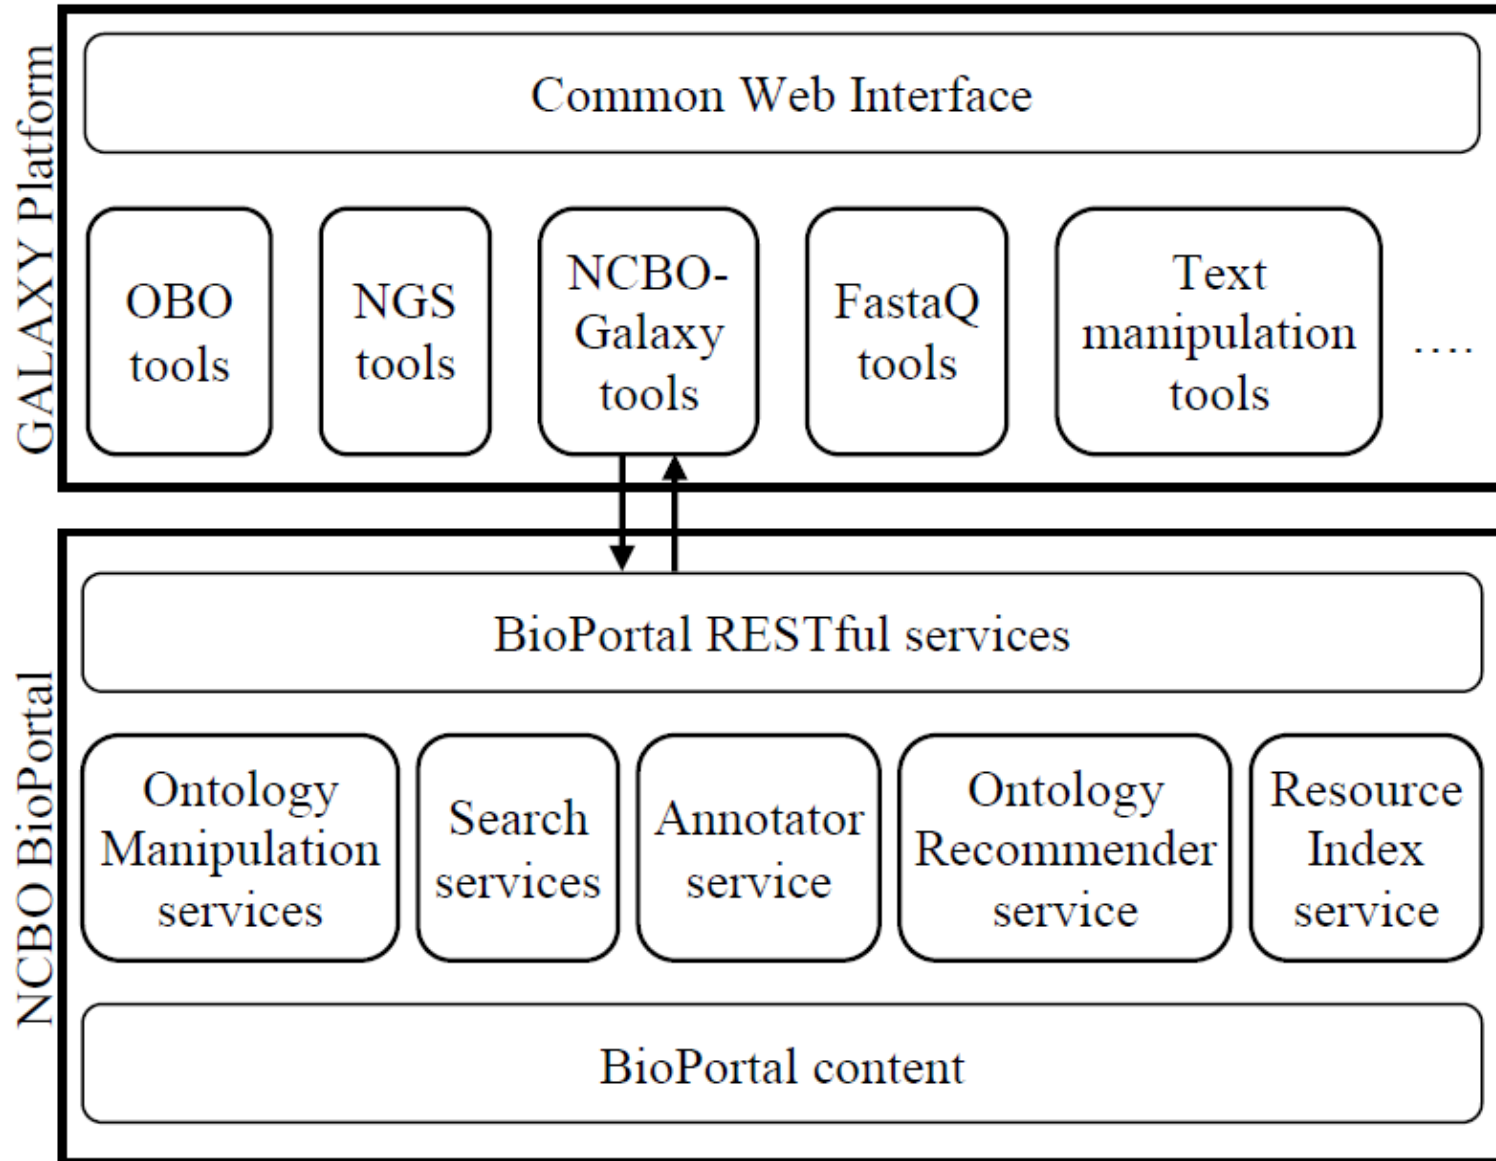 GALAXY Platform
Common Web Interface
OBO
tools
NGS
tools
NCBO-
Galaxy
tools
FastaQ
tools
Text
manipulation
tools
....
NCBO BioPortal
BioPortal RESTful services
Ontology
Manipulation
services
Search
services
Annotator
service
Ontology
Recommender
service
Resource
Index
service
BioPortal content